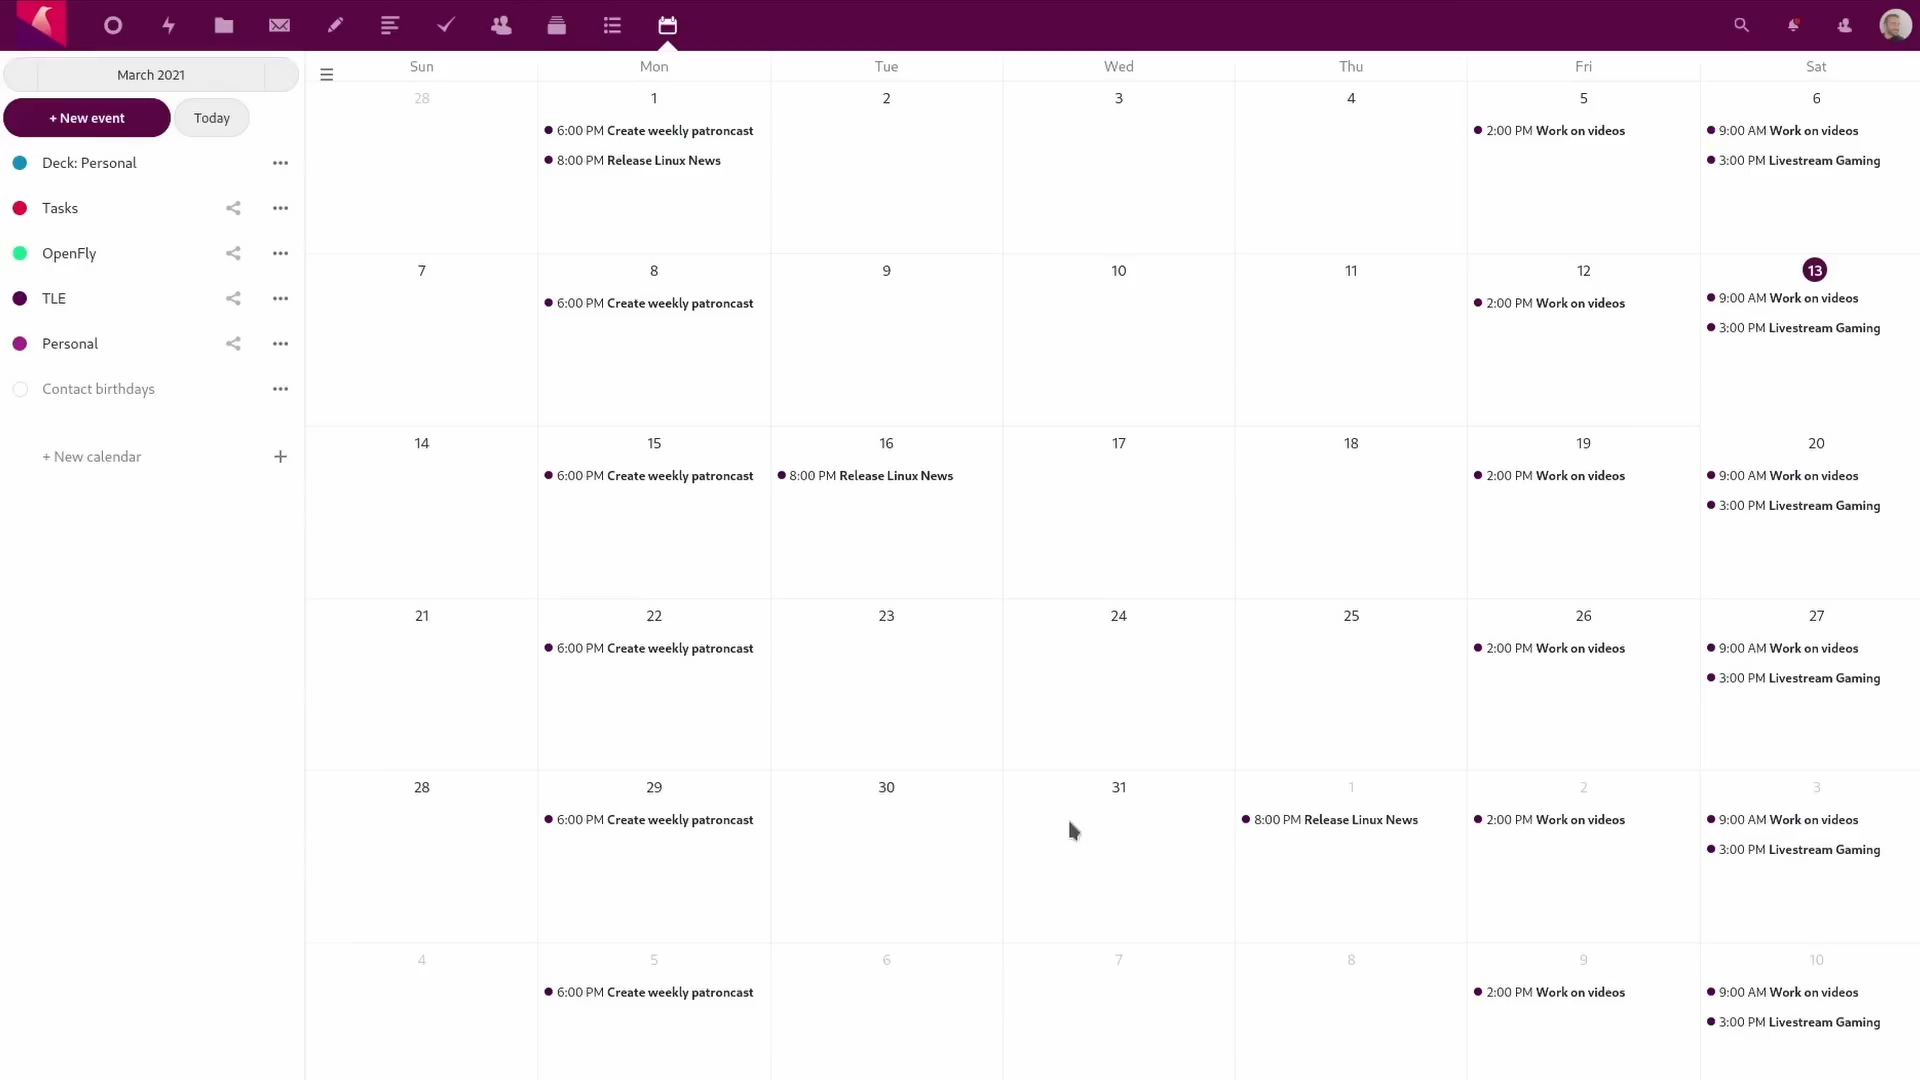 March 2021
+ New event
Today
Deck: Personal
Tasks
OpenFly
TLE
Personal
Contact birthdays
+ New calendar
Sun Mon Tue Wed Thu Fri Sat
28 1 2 3 4 5 6
6:00 PM Create weekly patroncast 2:00 PM Work on videos 9:00 AM Work on videos
8:00 PM Release Linux News 3:00 PM Livestream Gaming
7 8 9 10 11 12 13
6:00 PM Create weekly patroncast 2:00 PM Work on videos 9:00 AM Work on videos
3:00 PM Livestream Gaming
14 15 16 17 18 19 20
6:00 PM Create weekly patroncast 8:00 PM Release Linux News 2:00 PM Work on videos 9:00 AM Work on videos
3:00 PM Livestream Gaming
21 22 23 24 25 26 27
6:00 PM Create weekly patroncast 2:00 PM Work on videos 9:00 AM Work on videos
3:00 PM Livestream Gaming
28 29 30 31 1 2 3
6:00 PM Create weekly patroncast 8:00 PM Release Linux News 2:00 PM Work on videos 9:00 AM Work on videos
3:00 PM Livestream Gaming
4 5 6 7 8 9 10
6:00 PM Create weekly patroncast 2:00 PM Work on videos 9:00 AM Work on videos
3:00 PM Livestream Gaming